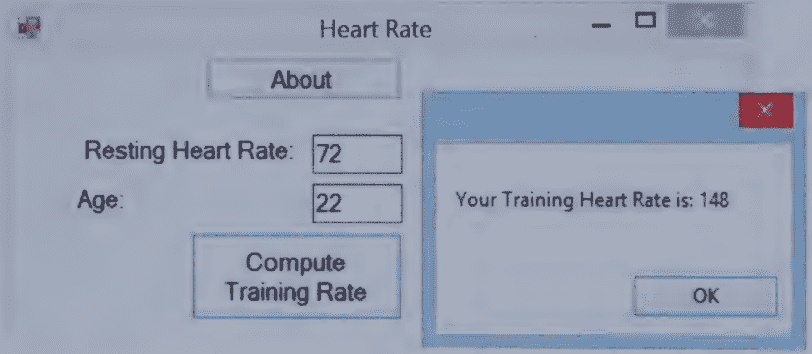 Heart Rate
About
Resting Heart Rate: 72
Age: 22
Compute
Training Rate
Your Training Heart Rate is: 148
OK